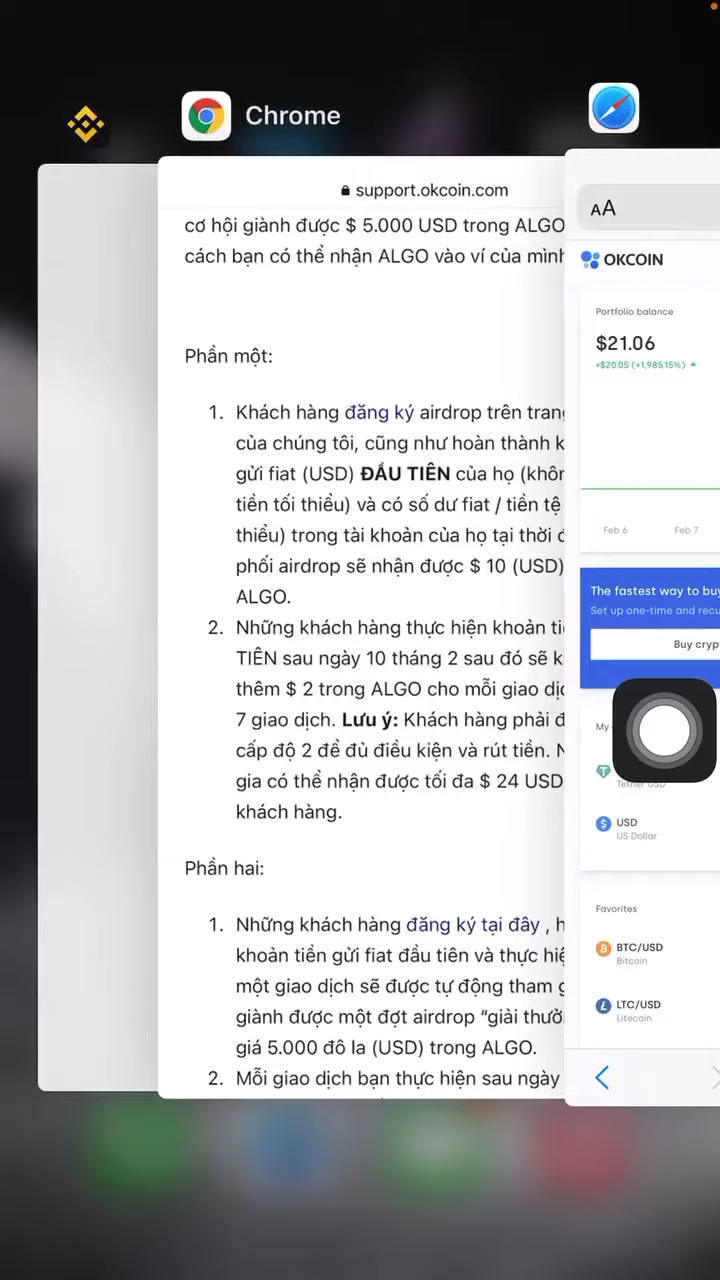 Chrome
support.okcoin.com
cơ hội giành được $ 5.000 USD trong ALGO
cách bạn có thể nhận ALGO vào ví của mình
Phần một:
1. Khách hàng đăng ký airdrop trên trang
của chúng tôi, cũng như hoàn thành k
gửi fiat (USD) ĐẦU TIÊN của họ (khôn
tiền tối thiểu) và có số dư fiat / tiền tệ
thiểu) trong tài khoản của họ tại thời đ
phối airdrop sẽ nhận được $ 10 (USD)
ALGO.
2. Những khách hàng thực hiện khoản ti
TIÊN sau ngày 10 tháng 2 sau đó sẽ k
thêm $ 2 trong ALGO cho mỗi giao dịc
7 giao dịch. Lưu ý: Khách hàng phải đ
cấp độ 2 để đủ điều kiện và rút tiền. N
gia có thể nhận được tối đa $ 24 USD
khách hàng.
Phần hai:
1. Những khách hàng đăng ký tại đây , h
khoản tiền gửi fiat đầu tiên và thực hiệ
một giao dịch sẽ được tự động tham g
giành được một đợt airdrop “giải thưở
giá 5.000 đô la (USD) trong ALGO.
2. Mỗi giao dịch bạn thực hiện sau ngày
AA
OKCOIN
Portfolio balance
$21.06
+$20.05 (+1,985.15%)
Feb 6 Feb 7
The fastest way to buy
Set up one-time and recu
Buy cryp
My
Tether USD
USD
US Dollar
Favorites
BTC/USD
Bitcoin
LTC/USD
Litecoin